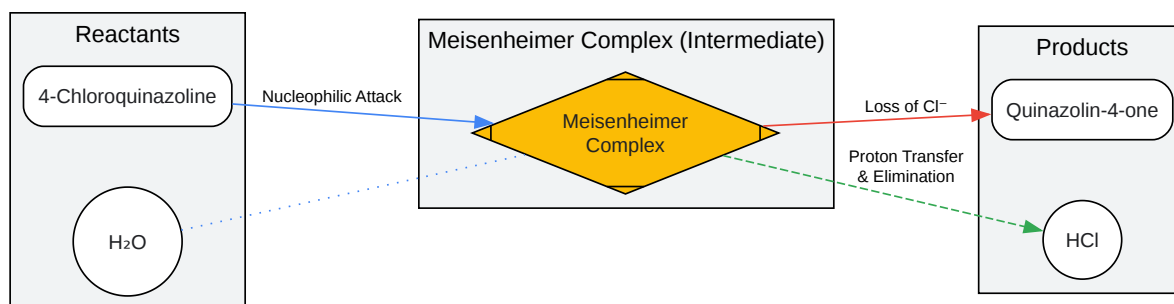 Reactants
4-Chloroquinazoline
H₂O
Nucleophilic Attack
Meisenheimer Complex (Intermediate)
Meisenheimer
Complex
Loss of Cl⁻
Proton Transfer
& Elimination
Products
Quinazolin-4-one
HCl